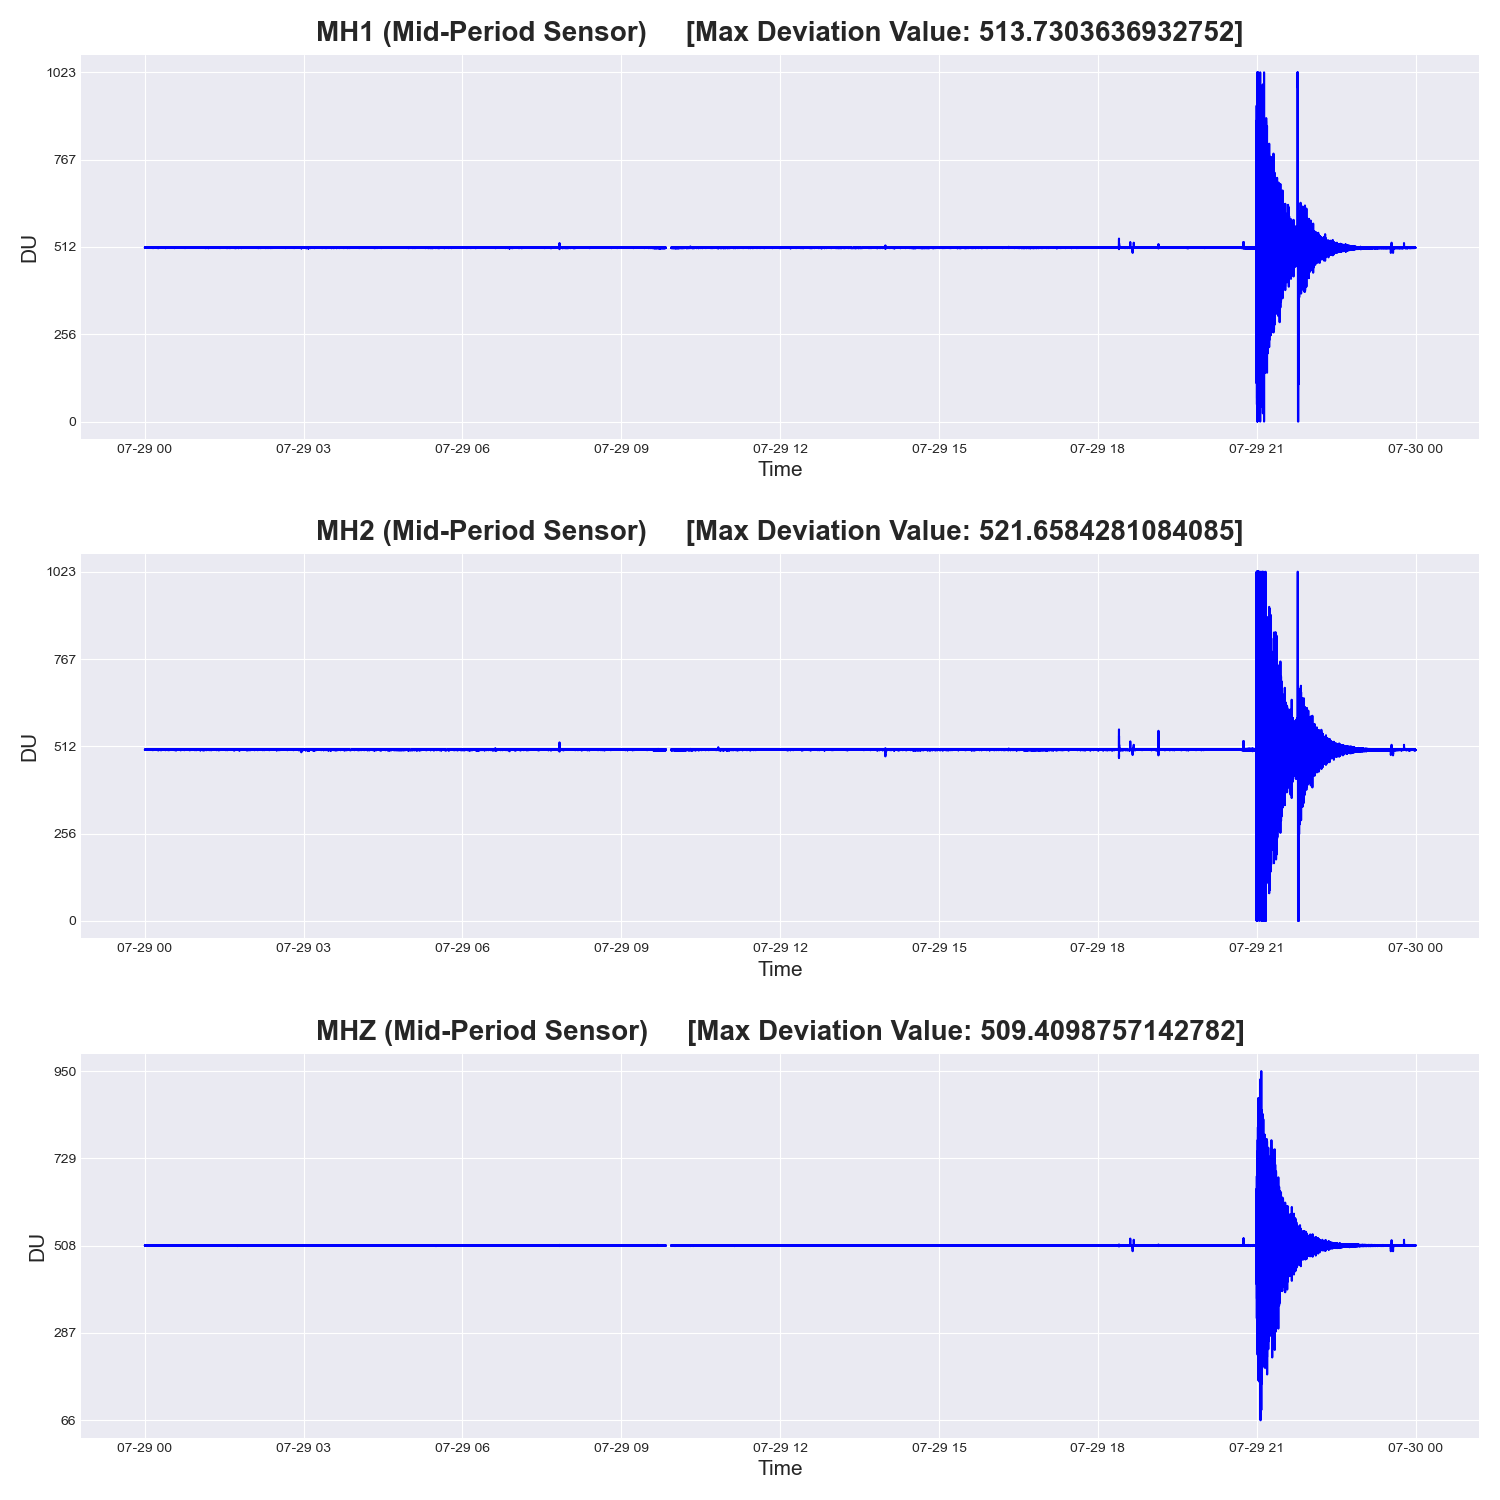 MH1 (Mid-Period Sensor) [Max Deviation Value: 513.7303636932752]
1023
767
512
256
0
DU
07-29 00 07-29 03 07-29 06 07-29 09 07-29 12 07-29 15 07-29 18 07-29 21 07-30 00
Time
MH2 (Mid-Period Sensor) [Max Deviation Value: 521.6584281084085]
1023
767
512
256
0
DU
07-29 00 07-29 03 07-29 06 07-29 09 07-29 12 07-29 15 07-29 18 07-29 21 07-30 00
Time
MHZ (Mid-Period Sensor) [Max Deviation Value: 509.4098757142782]
950
729
508
287
66
DU
07-29 00 07-29 03 07-29 06 07-29 09 07-29 12 07-29 15 07-29 18 07-29 21 07-30 00
Time